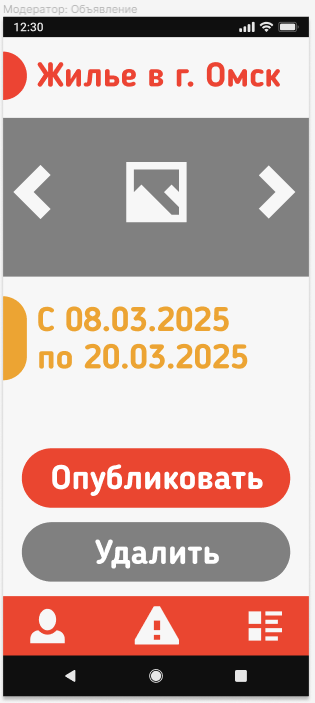 Модератор: Объявление
12:30
Жилье в г. Омск
С 08.03.2025
по 20.03.2025
Опубликовать
Удалить